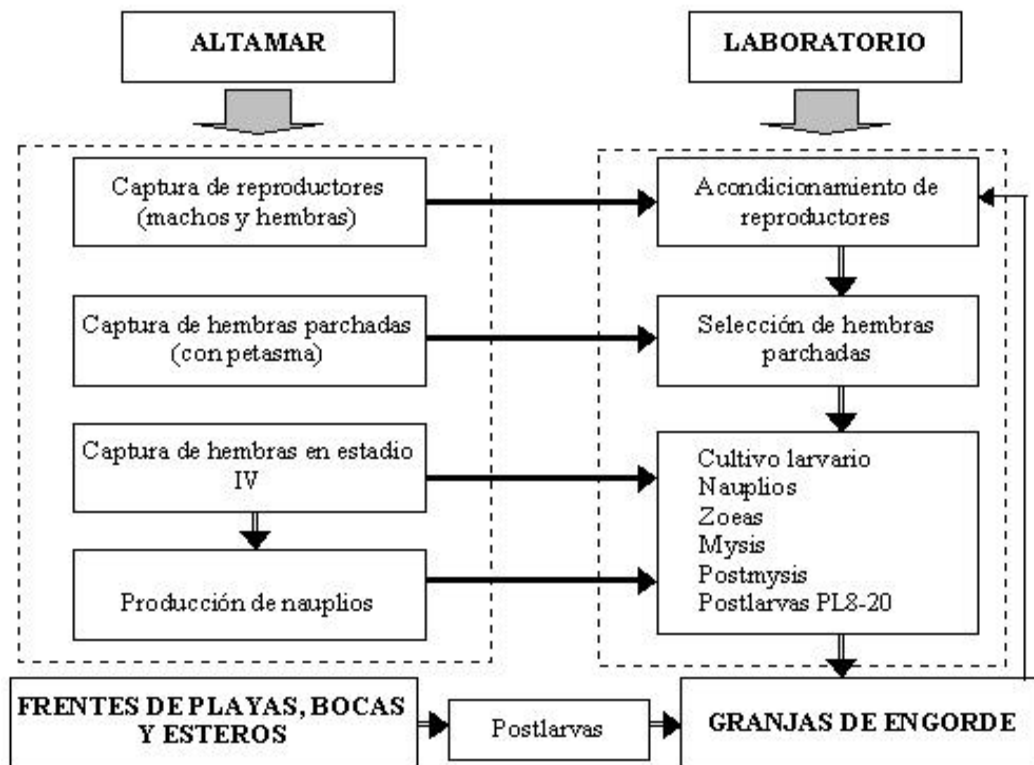 ALTAMAR
LABORATORIO
Captura de reproductores
(machos y hembras)
Acondicionamiento de
reproductores
Captura de hembras parchadas
(con petasma)
Selección de hembras
parchadas
Captura de hembras en estadio
IV
Cultivo larvario
Nauplios
Zoeas
Mysis
Postmysis
Postlarvas PL8-20
Producción de nauplios
FRENTES DE PLAYAS, BOCAS
Y ESTEROS
Postlarvas
GRANJAS DE ENGORDE